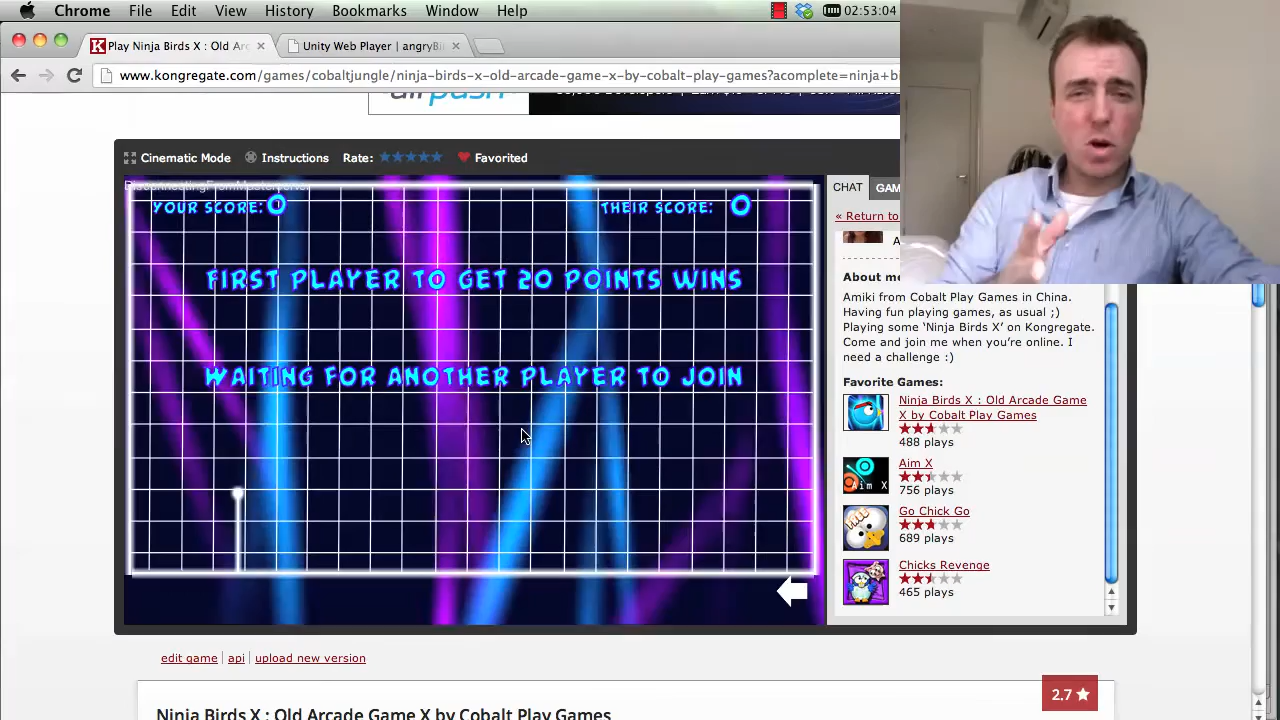 Chrome File Edit View History Bookmarks Window Help 02:53:04
Play Ninja Birds X : Old Arc
Unity Web Player | angryBi
www.kongregate.com/games/cobaltjungle/ninja-birds-x-old-arcade-game-x-by-cobalt-play-games?acomplete=ninja+bi
airpush
Cinematic Mode Instructions Rate: Favorited
DisconnectingFromMasterserver
YOUR SCORE: 0
THEIR SCORE: 0
FIRST PLAYER TO GET 20 POINTS WINS
WAITING FOR ANOTHER PLAYER TO JOIN
CHAT GAM
« Return to
A
About me
Amiki from Cobalt Play Games in China.
Having fun playing games, as usual ;)
Playing some ‘Ninja Birds X’ on Kongregate.
Come and join me when you’re online. I
need a challenge :)
Favorite Games:
Ninja Birds X : Old Arcade Game
X by Cobalt Play Games
488 plays
Aim X
Aim X
756 plays
Go Chick Go
FREE
689 plays
Chicks Revenge
465 plays
edit game api upload new version
2.7
Ninja Birds X : Old Arcade Game X by Cobalt Play Games